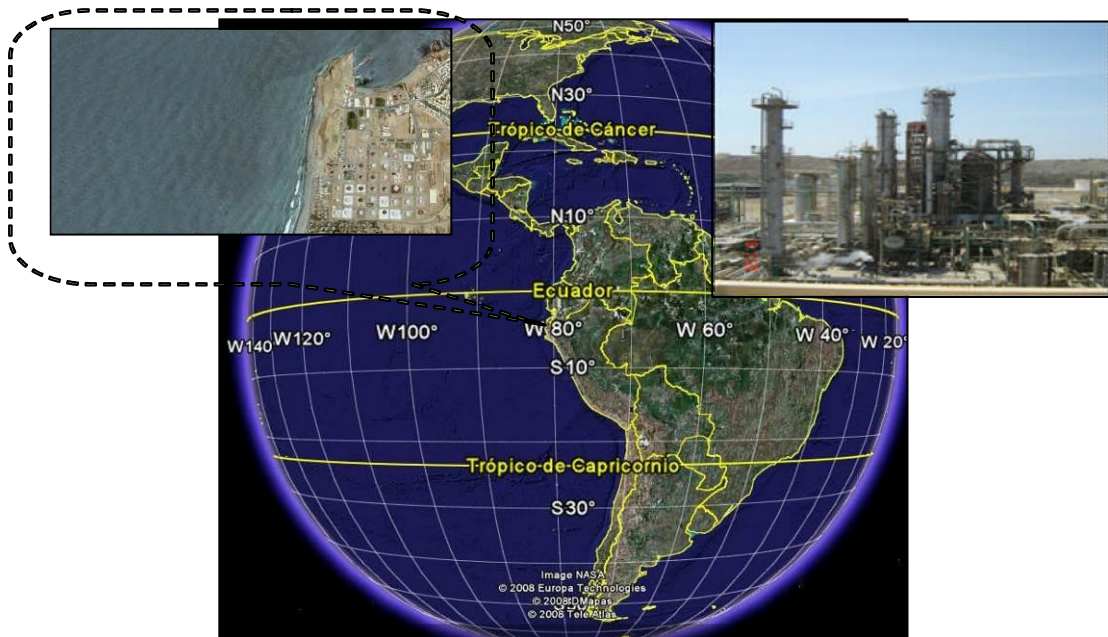 N50°
N30°
Trópico de Cáncer
N10°
Ecuador
W140 W120° W100° W 80° W 60° W 40° W 20°
S10°
Trópico de Capricornio
S30°
Image NASA
© 2008 Europa Technologies
© 2008 DMapas
© 2008 Tele Atlas